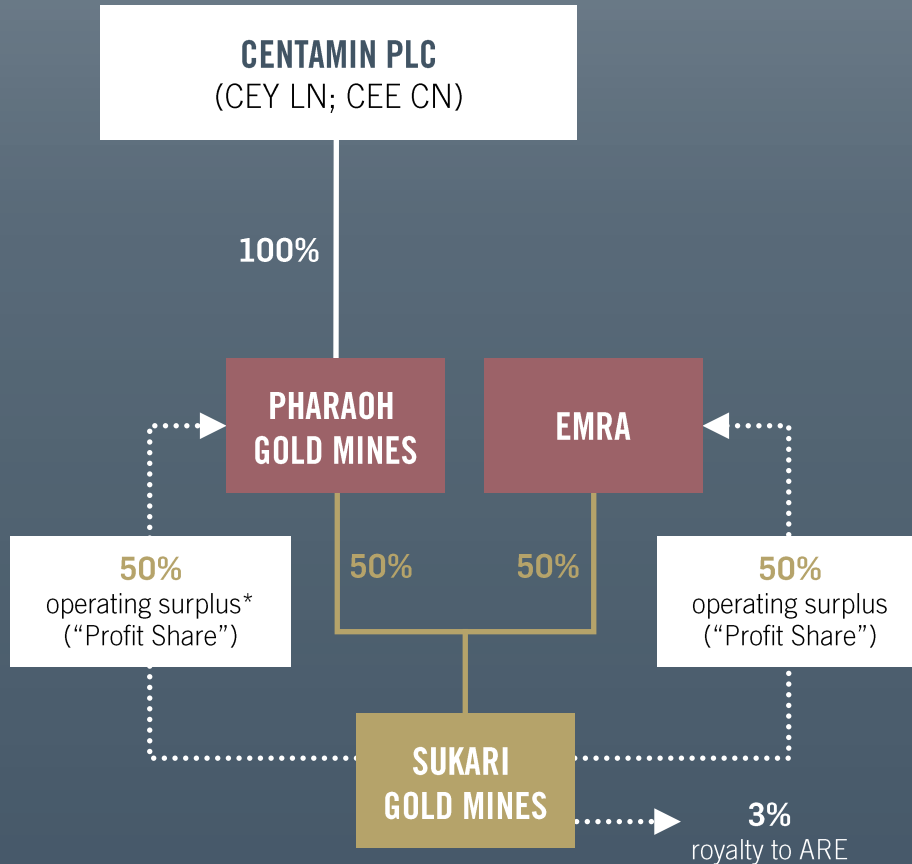 CENTAMIN PLC
(CEY LN; CEE CN)
100%
PHARAOH
GOLD MINES
EMRA
50%
operating surplus*
(“Profit Share”)
50%
50%
50%
operating surplus
(“Profit Share”)
SUKARI
GOLD MINES
3%
royalty to ARE